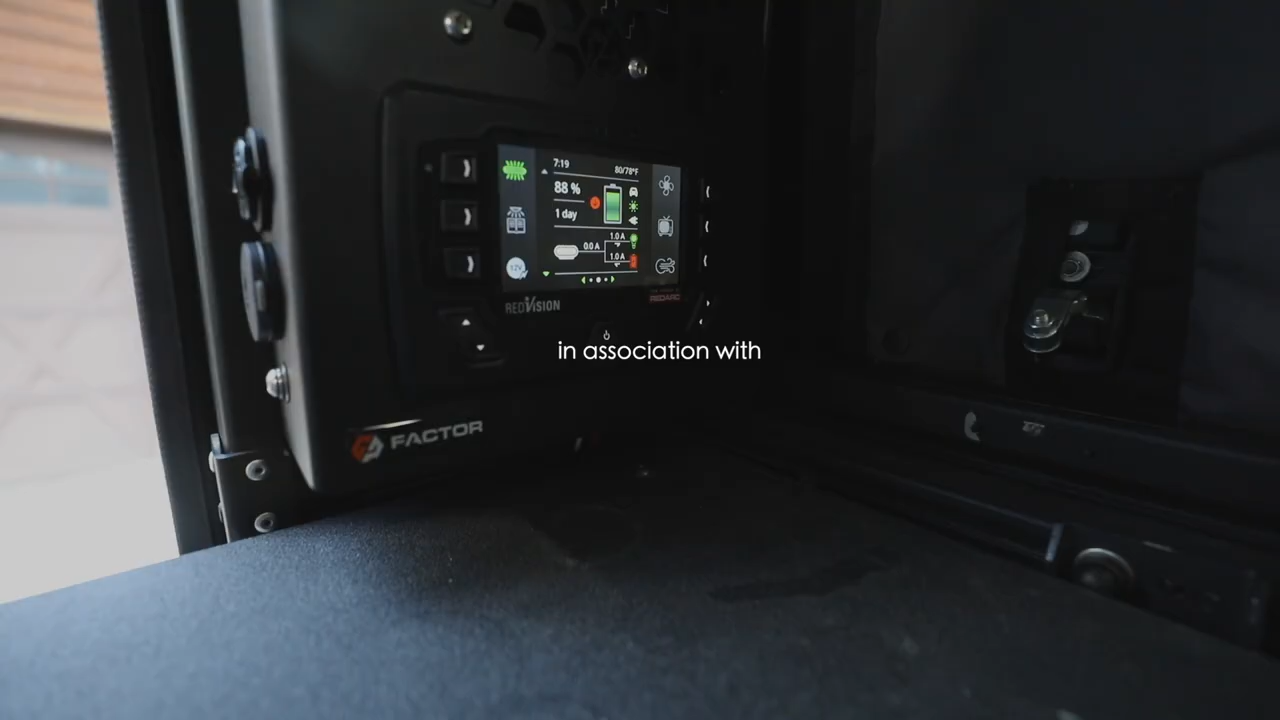 7:19
80/78°F
88 %
1 day
1.0 A
0.0 A
1.0 A
12V
REDVISION
REDARC
in association with
FACTOR